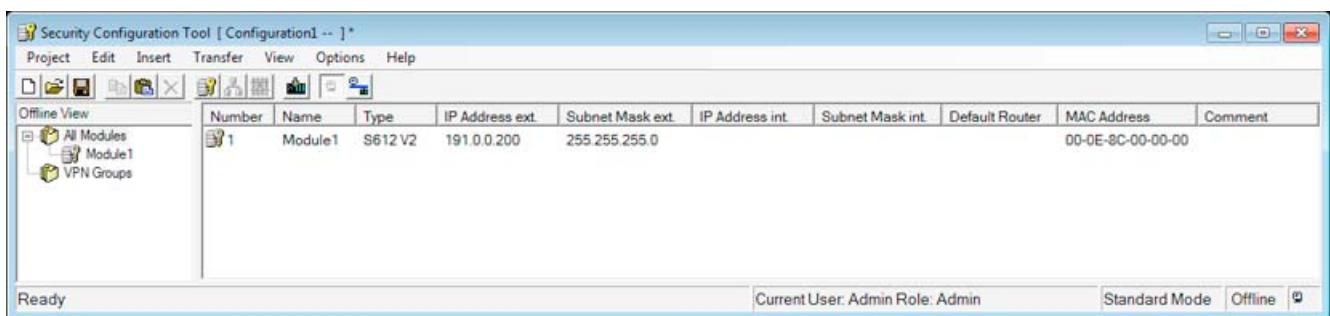 Security Configuration Tool [ Configuration1 -- ]*
Project Edit Insert Transfer View Options Help
Offline View
All Modules
Module1
VPN Groups
Number Name Type IP Address ext. Subnet Mask ext. IP Address int. Subnet Mask int. Default Router MAC Address Comment
1 Module1 S612 V2 191.0.0.200 255.255.255.0 00-0E-8C-00-00-00
Ready Current User: Admin Role: Admin Standard Mode Offline